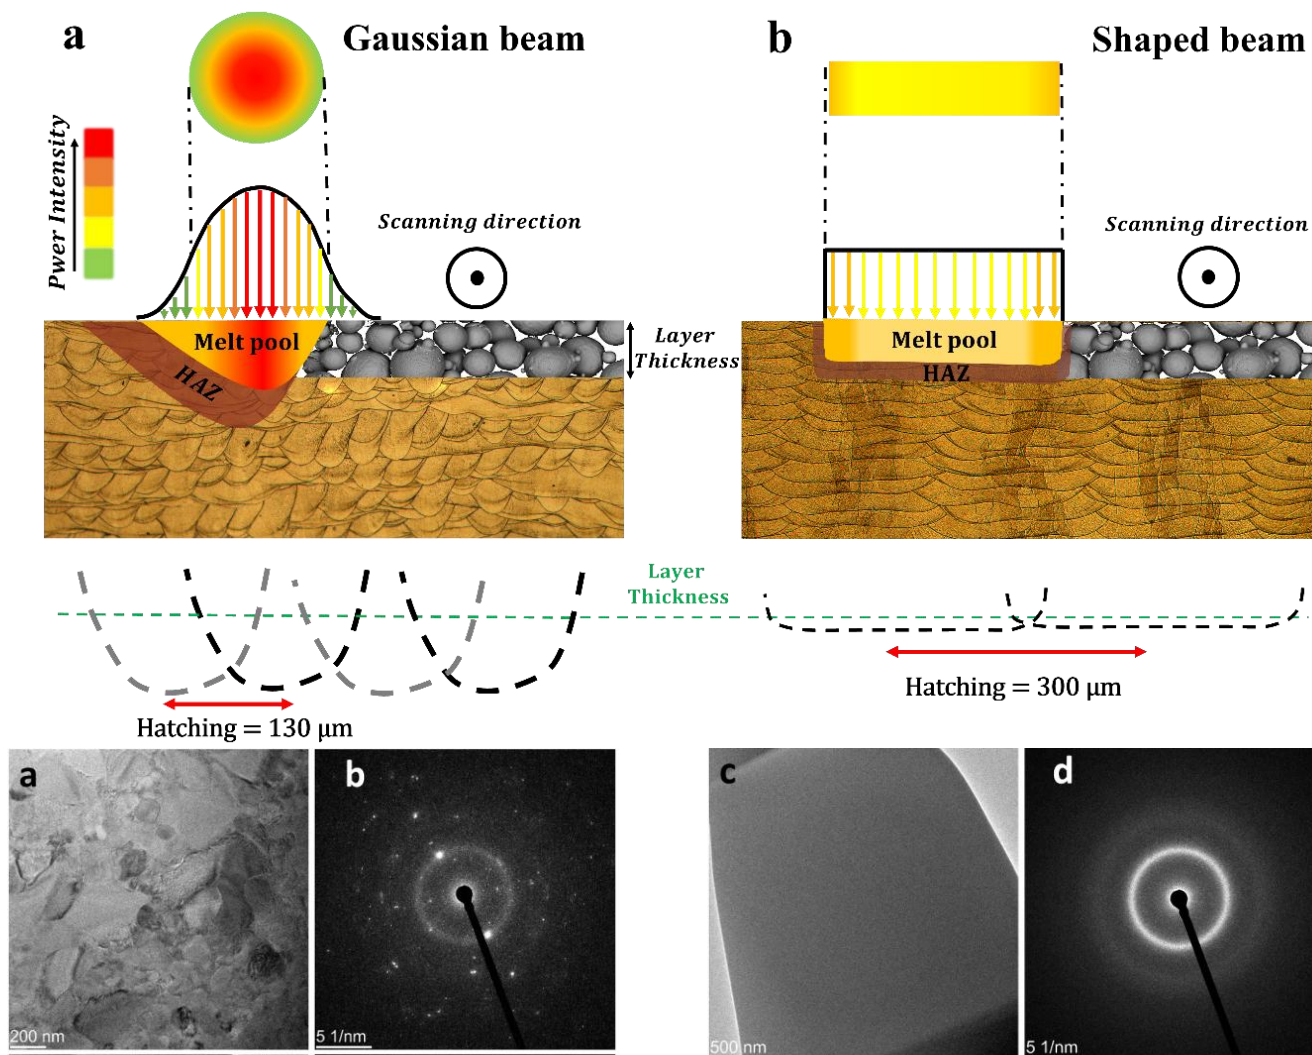 a
Gaussian beam
b
Shaped beam
Pwer Intensity
Scanning direction
Scanning direction
Melt pool
HAZ
Layer
Thickness
Melt pool
HAZ
Layer
Thickness
Hatching = 130 μm
Hatching = 300 μm
a
b
c
d
200 nm
5 1/nm
500 nm
5 1/nm